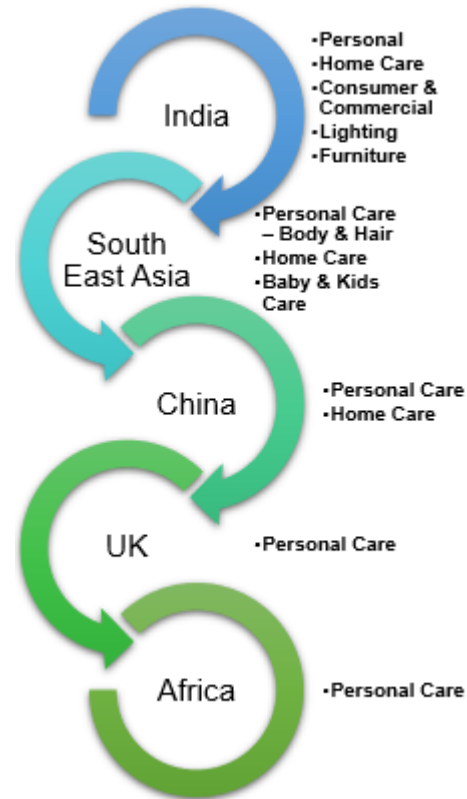 India
•Personal
•Home Care
•Consumer &
Commercial
•Lighting
•Furniture
South
East Asia
•Personal Care
– Body & Hair
•Home Care
•Baby & Kids
Care
China
•Personal Care
•Home Care
UK
•Personal Care
Africa
•Personal Care